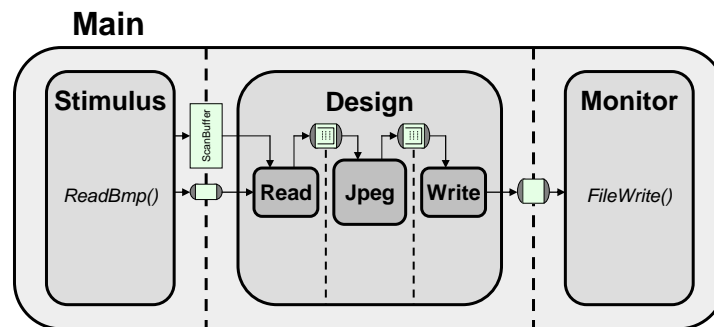 Main
Stimulus
Design
Monitor
ScanBuffer
Read
Jpeg
Write
ReadBmp()
FileWrite()